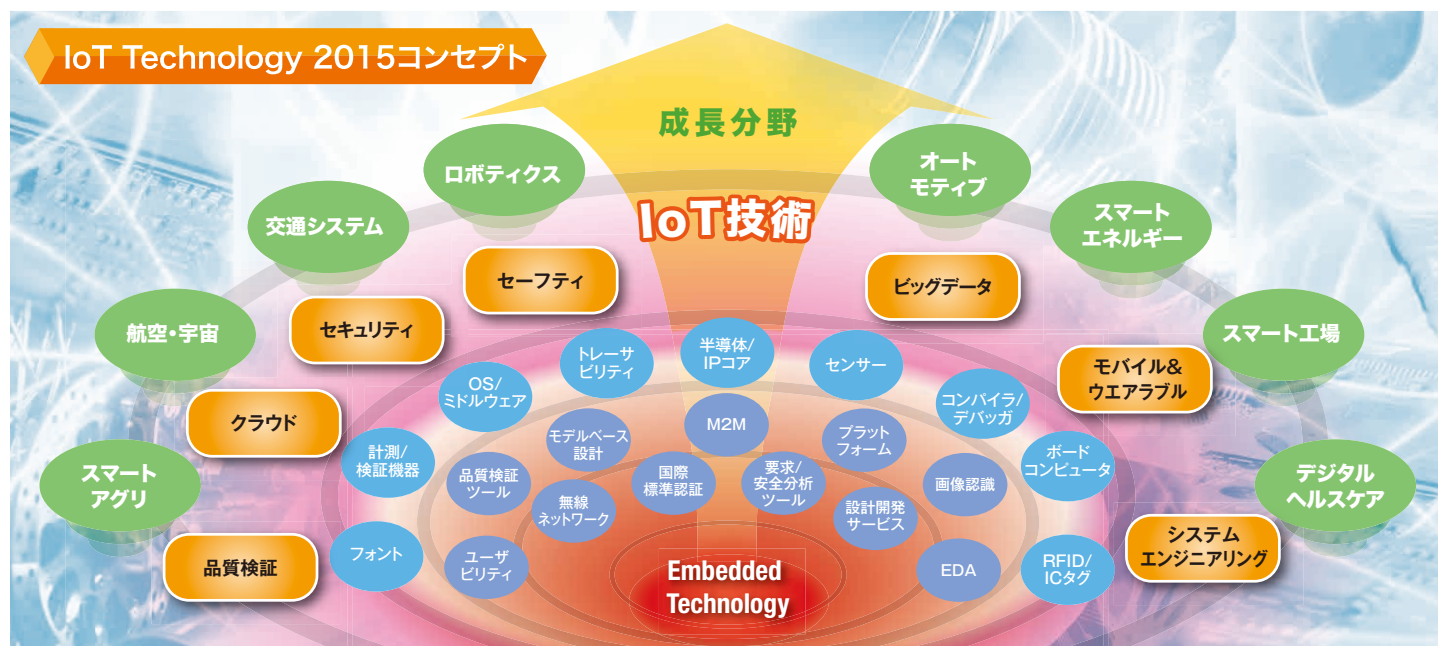 IoT Technology 2015コンセプト
成長分野
IoT技術
ロボティクス
オート
モティブ
交通システム
スマート
エネルギー
航空・宇宙
スマート工場
スマート
アグリ
デジタル
ヘルスケア
セーフティ
ビッグデータ
セキュリティ
モバイル&
ウエアラブル
クラウド
品質検証
システム
エンジニアリング
トレーサ
ビリティ
半導体/
IPコア
センサー
OS/
ミドルウェア
コンパイラ/
デバッガ
計測/
検証機器
ボード
コンピュータ
フォント
RFID/
ICタグ
M2M
モデルベース
設計
プラット
フォーム
品質検証
ツール
国際
標準認証
要求/
安全分析
ツール
画像認識
無線
ネットワーク
設計開発
サービス
ユーザ
ビリティ
EDA
Embedded
Technology